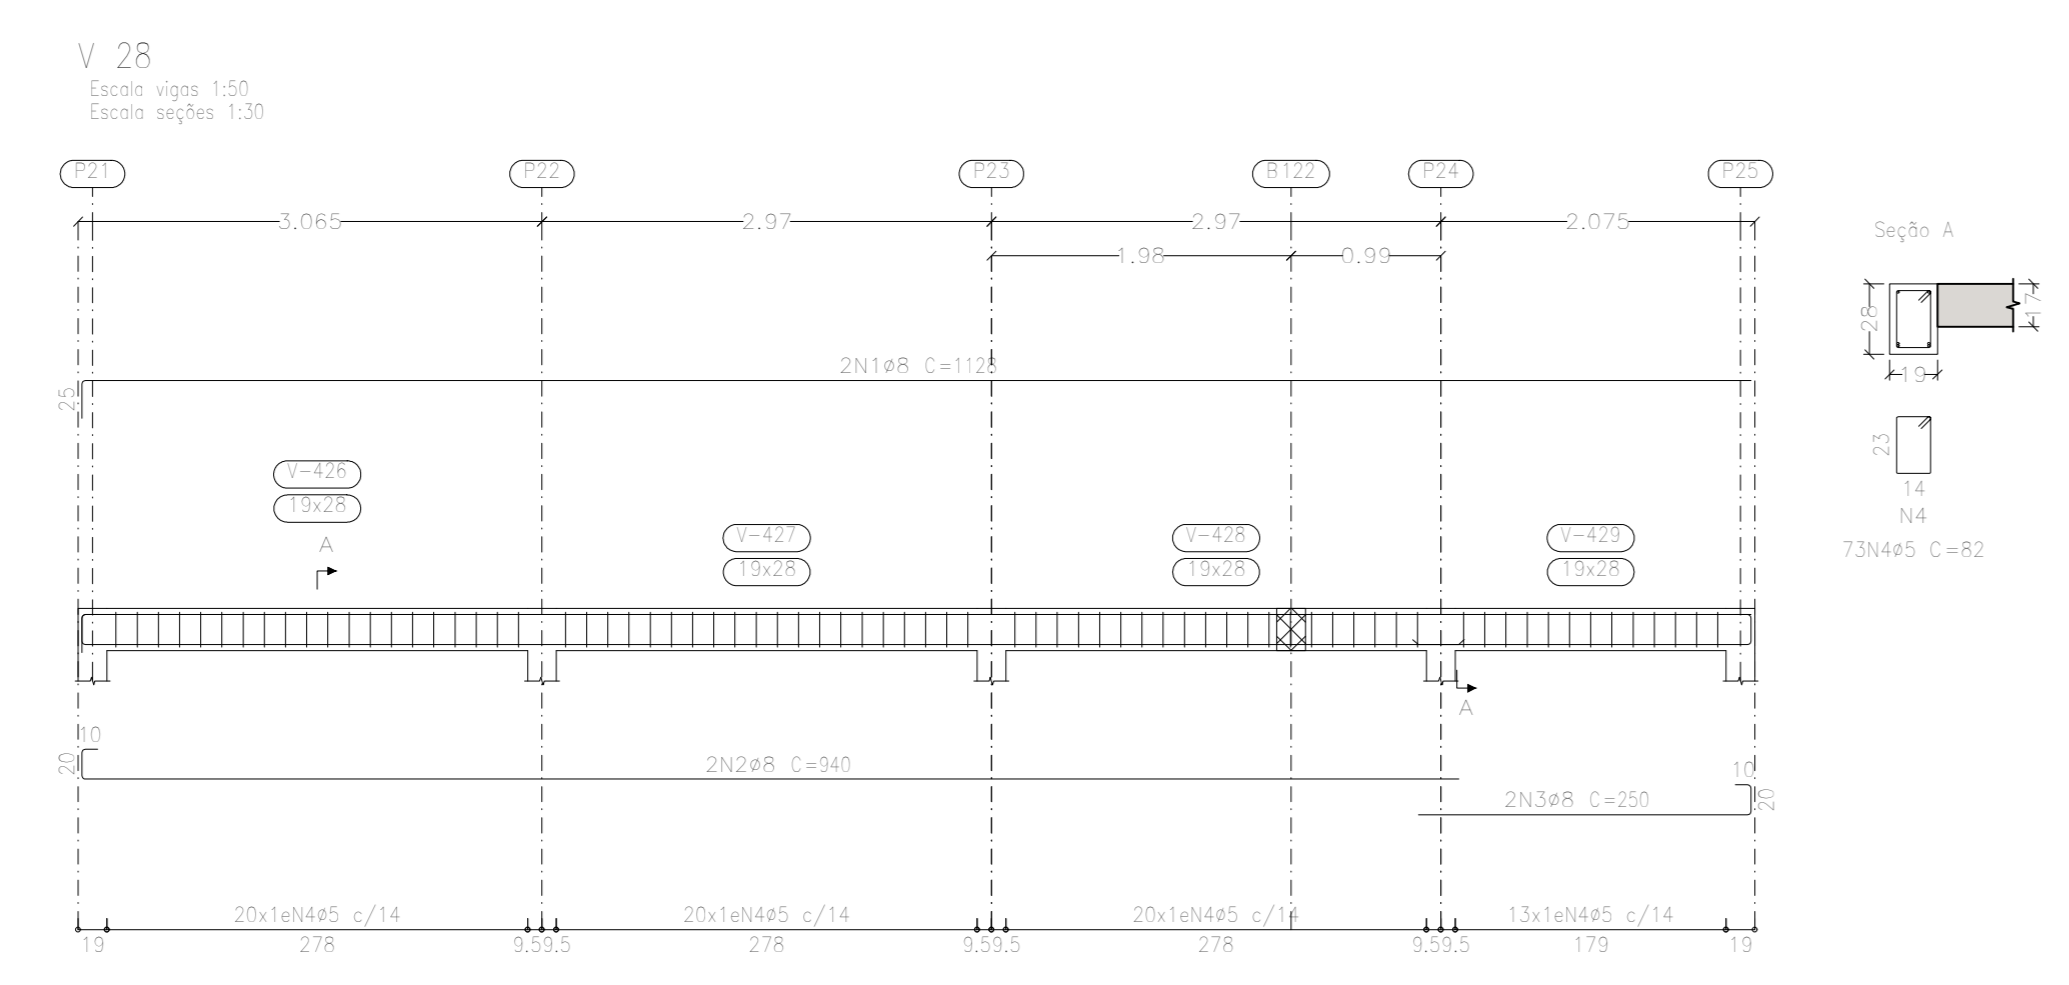 V 28
Escala vigas 1:50
Escala seções 1:30
P21 P22 P23 B122 P24 P25
3.065 2.97 2.97 2.075
1.98 0.99
Seção A
28
17
19
2N1ø8 C=1128
25
V-426
19x28
A
V-427 V-428 V-429
19x28 19x28 19x28
23
14
N4
73N4ø5 C=82
A
10
20
2N2ø8 C=940
10
20
2N3ø8 C=250
20x1eN4ø5 c/14 20x1eN4ø5 c/14 20x1eN4ø5 c/14 13x1eN4ø5 c/14
19 278 9.59.5 278 9.59.5 278 9.59.5 179 19